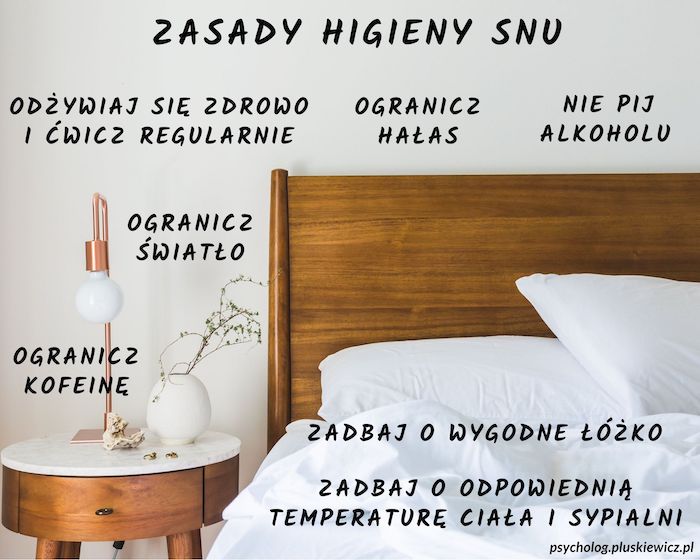 ZASADY HIGIENY SNU
ODŻYWIAJ SIĘ ZDROWO
I ĆWICZ REGULARNIE
OGRANICZ
HAŁAS
NIE PIJ
ALKOHOLU
OGRANICZ
ŚWIATŁO
OGRANICZ
KOFEINĘ
ZADBAJ O WYGODNE ŁÓŻKO
ZADBAJ O ODPOWIEDNIĄ
TEMPERATURĘ CIAŁA I SYPIALNI
psycholog.pluskiewicz.pl